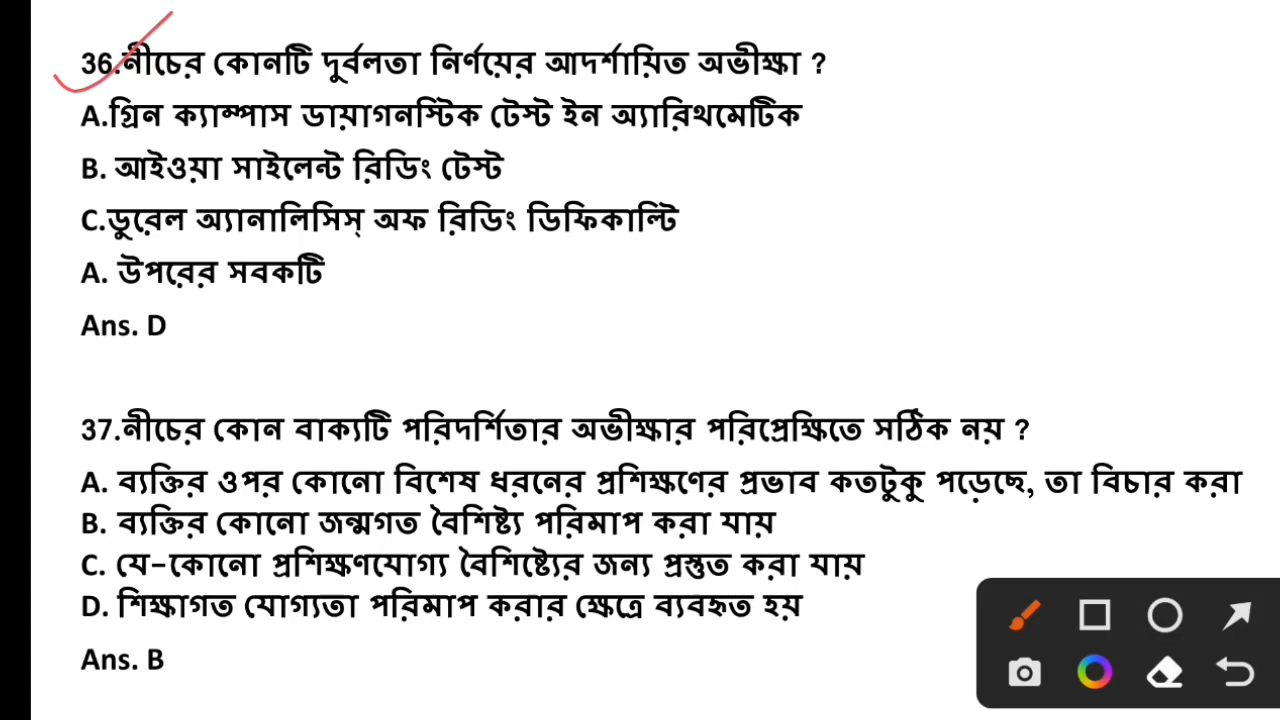 36.নীচের কোনটি দুর্বলতা নির্ণয়ের আদর্শায়িত অভীক্ষা ?
A.গ্রিন ক্যাম্পাস ডায়াগনস্টিক টেস্ট ইন অ্যারিথমেটিক
B. আইওয়া সাইলেন্ট রিডিং টেস্ট
C.ডুরেল অ্যানালিসিস্ অফ রিডিং ডিফিকাল্টি
A. উপরের সবকটি
Ans. D
37.নীচের কোন বাক্যটি পরিদর্শিতার অভীক্ষার পরিপ্রেক্ষিতে সঠিক নয় ?
A. ব্যক্তির ওপর কোনো বিশেষ ধরনের প্রশিক্ষণের প্রভাব কতটুকু পড়েছে, তা বিচার করা
B. ব্যক্তির কোনো জন্মগত বৈশিষ্ট্য পরিমাপ করা যায়
C. যে-কোনো প্রশিক্ষণযোগ্য বৈশিষ্ট্যের জন্য প্রস্তুত করা যায়
D. শিক্ষাগত যোগ্যতা পরিমাপ করার ক্ষেত্রে ব্যবহৃত হয়
Ans. B